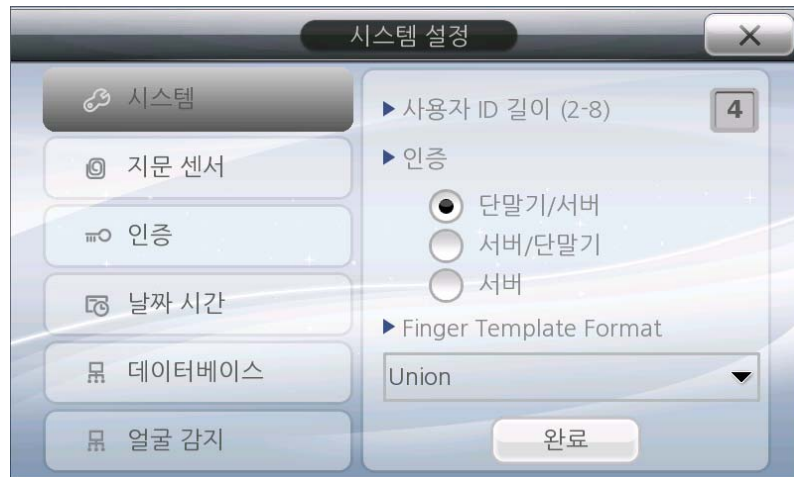 시스템 설정
시스템
지문 센서
인증
날짜 시간
데이터베이스
얼굴 감지
사용자 ID 길이 (2-8)
4
인증
단말기/서버
서버/단말기
서버
Finger Template Format
Union
완료